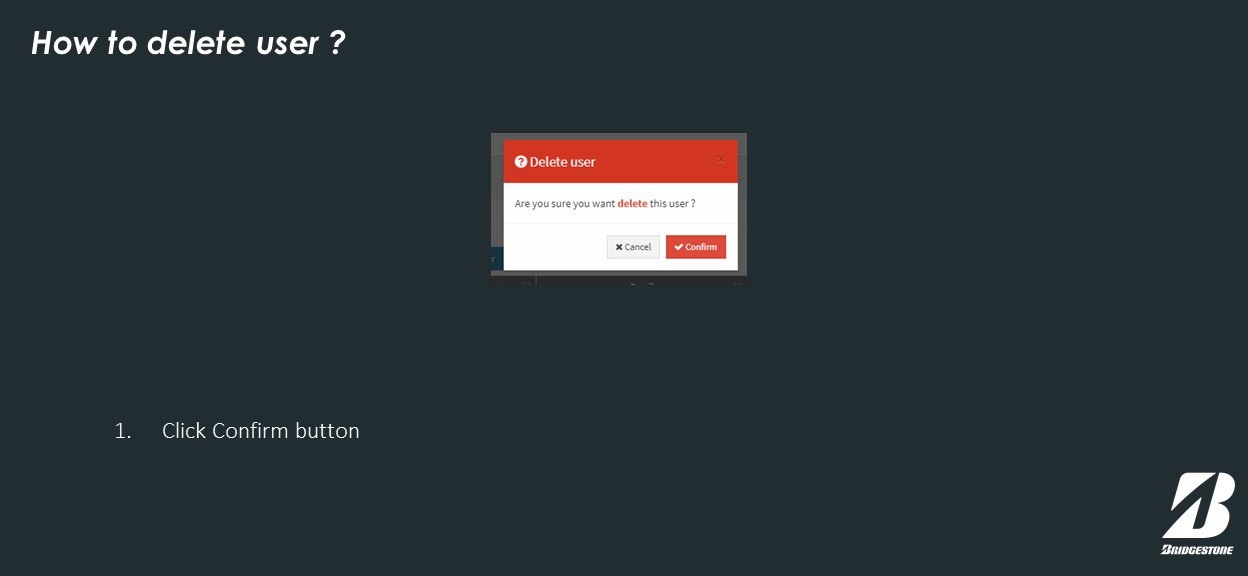 How to delete user ?
Delete user
Are you sure you want delete this user ?
Cancel
Confirm
1. Click Confirm button
BRIDGESTONE